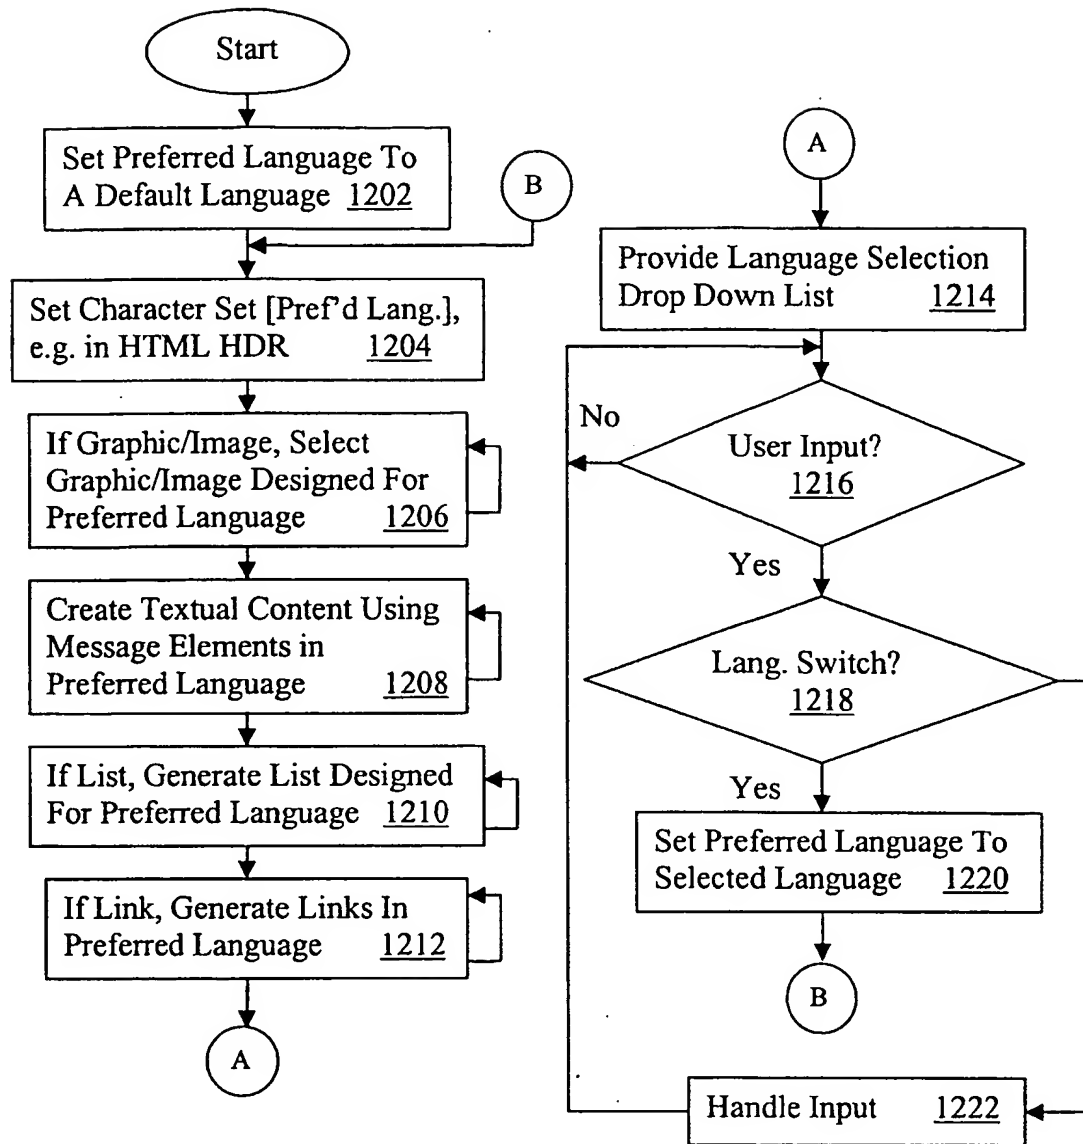 Start
Set Preferred Language To
A Default Language 1202
B
Set Character Set [Pref'd Lang.],
e.g. in HTML HDR 1204
If Graphic/Image, Select
Graphic/Image Designed For
Preferred Language 1206
Create Textual Content Using
Message Elements in
Preferred Language 1208
If List, Generate List Designed
For Preferred Language 1210
If Link, Generate Links In
Preferred Language 1212
A
A
Provide Language Selection
Drop Down List 1214
No
User Input?
1216
Yes
Lang. Switch?
1218
Yes
Set Preferred Language To
Selected Language 1220
B
Handle Input 1222